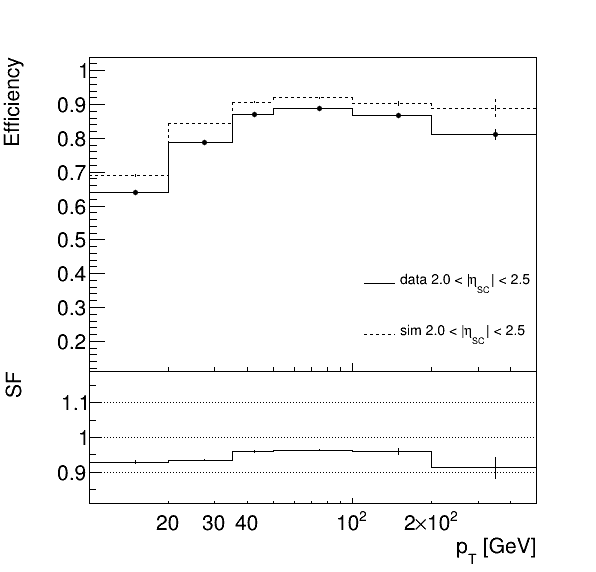 Efficiency
1
0.9
0.8
0.7
0.6
0.5
0.4
0.3
0.2
data 2.0 < |η_SC| < 2.5
sim 2.0 < |η_SC| < 2.5
SF
1.1
1
0.9
20 30 40 10² 2×10²
p_T [GeV]